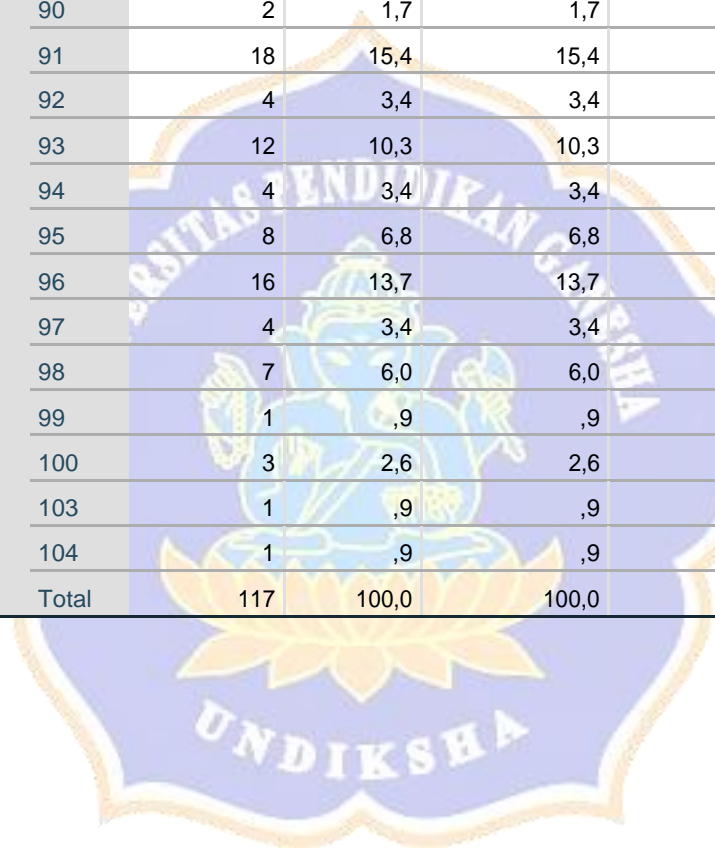 90 2 1,7 1,7
91 18 15,4 15,4
92 4 3,4 3,4
93 12 10,3 10,3
94 4 3,4 3,4
95 8 6,8 6,8
96 16 13,7 13,7
97 4 3,4 3,4
98 7 6,0 6,0
99 1 ,9 ,9
100 3 2,6 2,6
103 1 ,9 ,9
104 1 ,9 ,9
Total 117 100,0 100,0
PENDIDIKAN GANESHA
UNDIKSHA